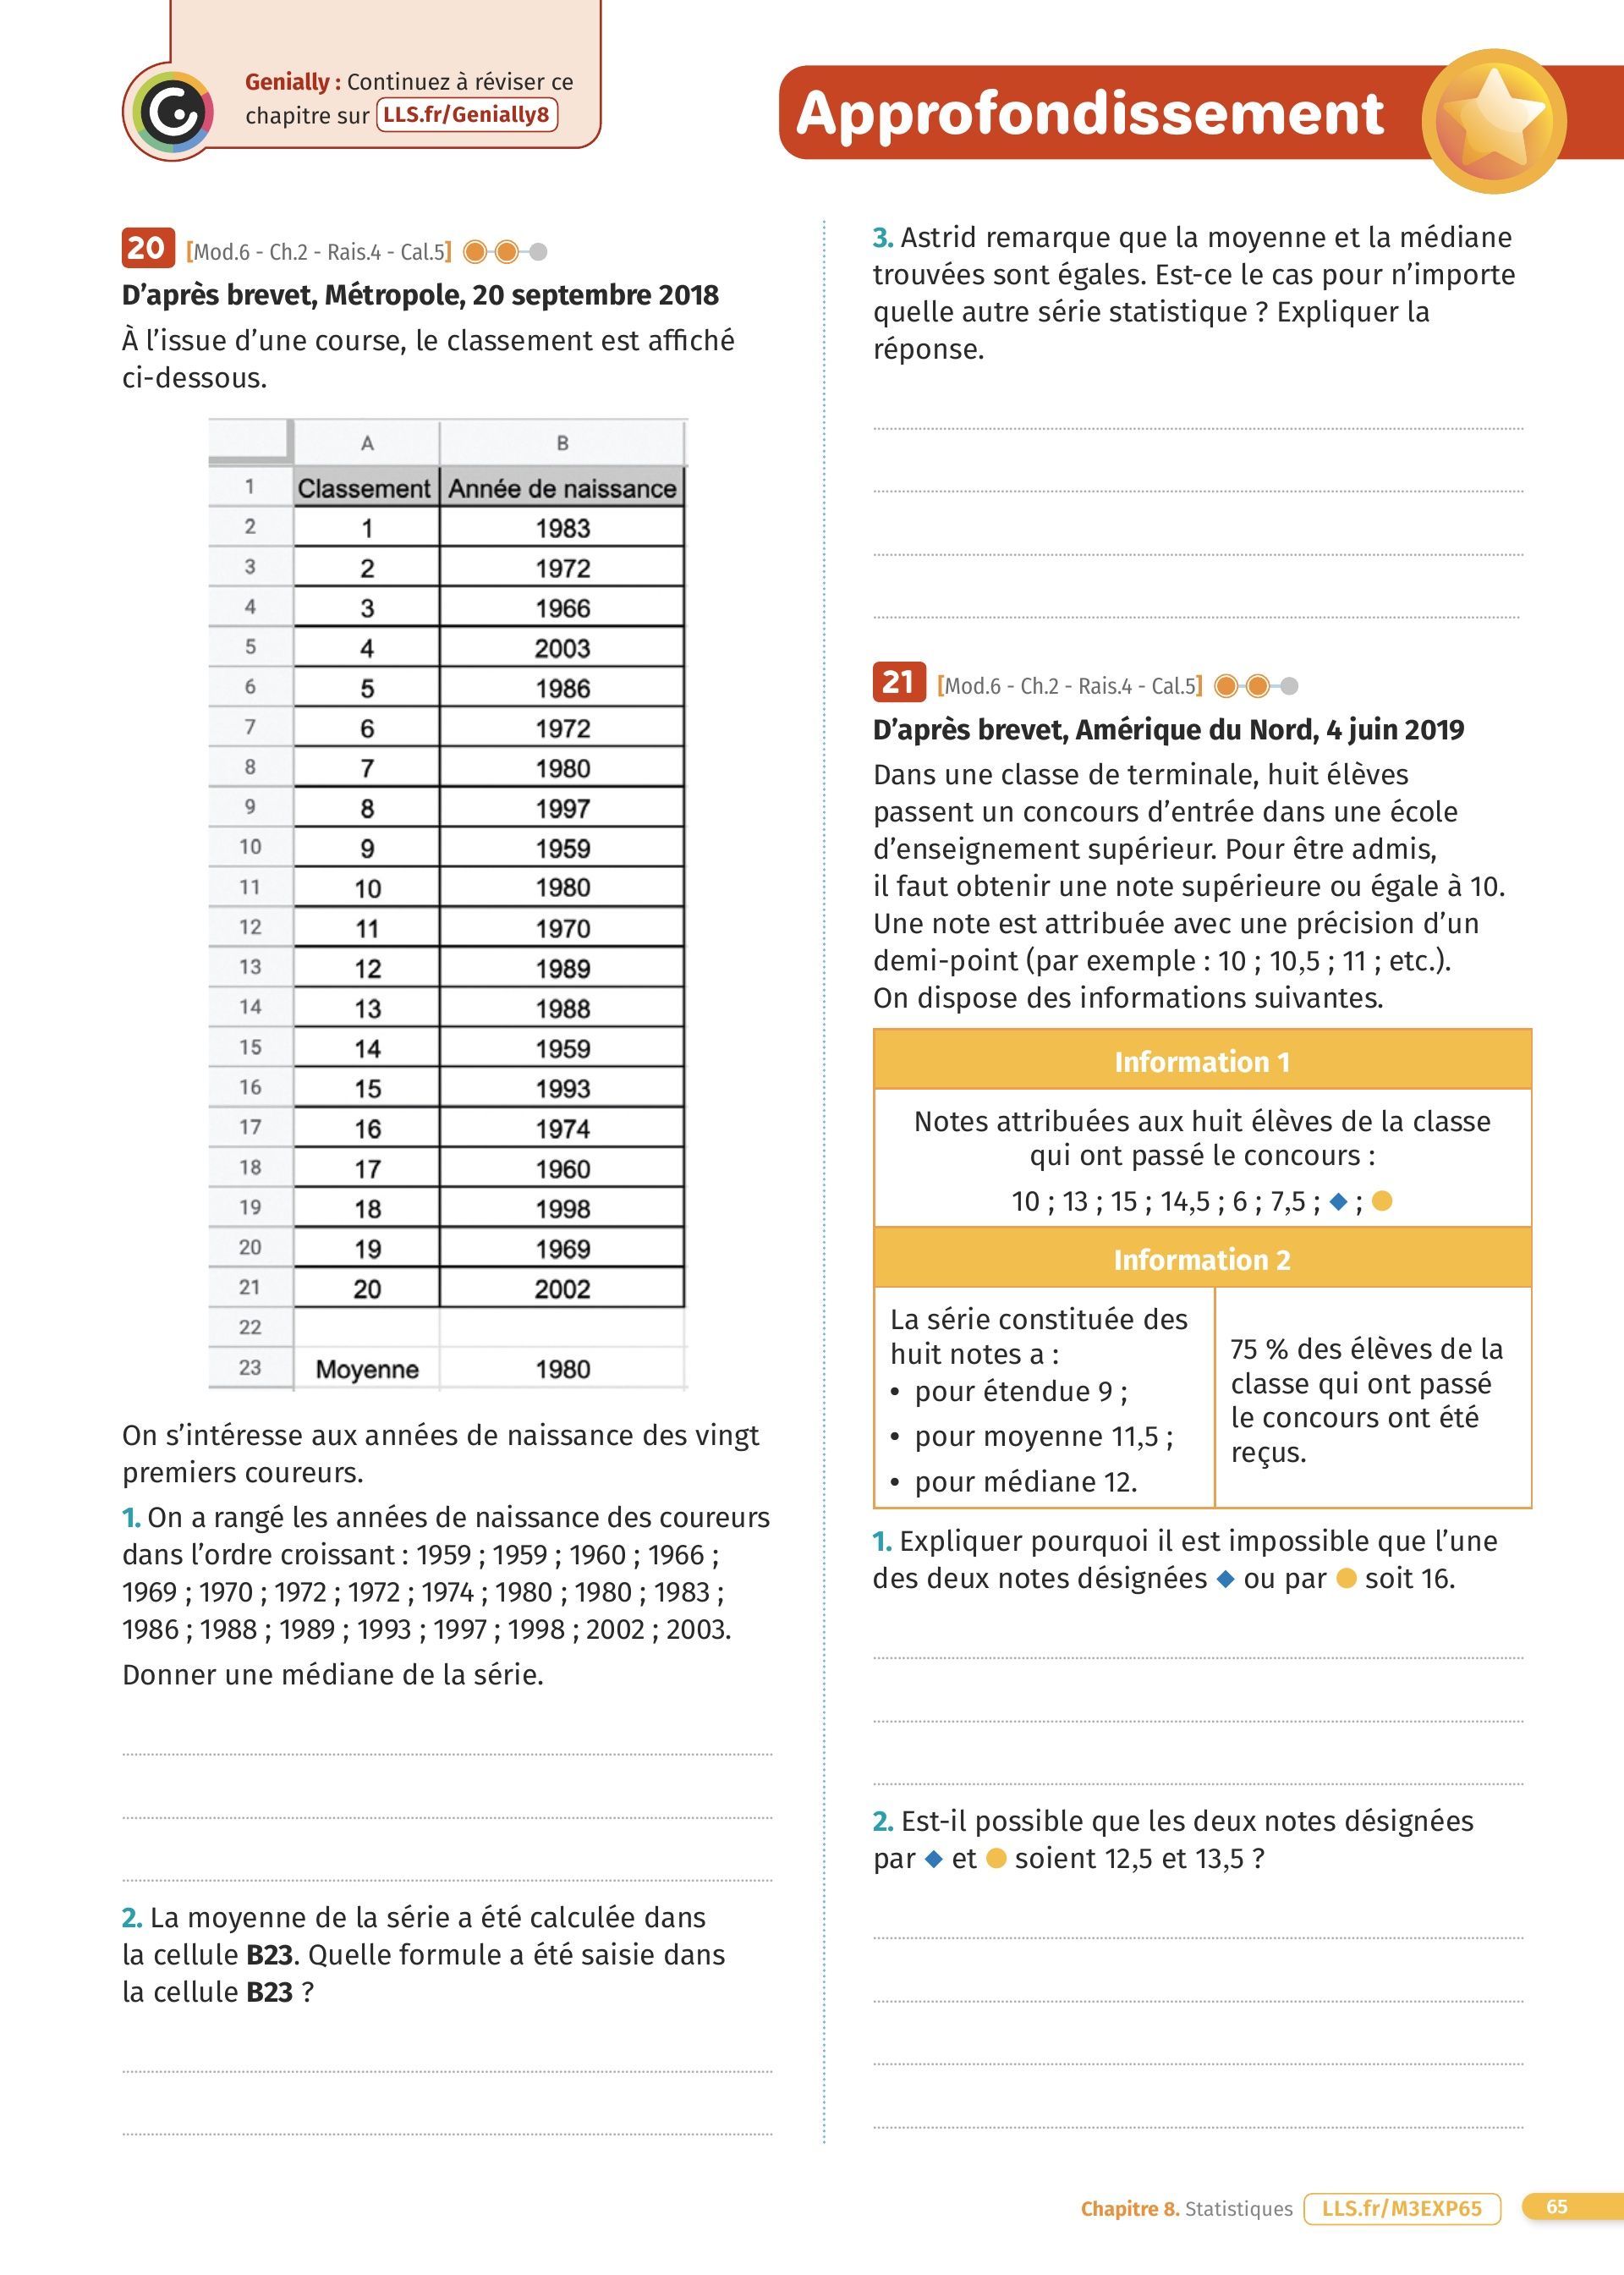 Genially : Continuez à réviser ce
chapitre sur LLS.fr/Genially8
Approfondissement
20 [Mod.6 - Ch.2 - Rais.4 - Cal.5]
D’après brevet, Métropole, 20 septembre 2018
À l’issue d’une course, le classement est affiché
ci-dessous.
A B
1 Classement Année de naissance
2 1 1983
3 2 1972
4 3 1966
5 4 2003
6 5 1986
7 6 1972
8 7 1980
9 8 1997
10 9 1959
11 10 1980
12 11 1970
13 12 1989
14 13 1988
15 14 1959
16 15 1993
17 16 1974
18 17 1960
19 18 1998
20 19 1969
21 20 2002
22
23 Moyenne 1980
On s’intéresse aux années de naissance des vingt
premiers coureurs.
1. On a rangé les années de naissance des coureurs
dans l’ordre croissant : 1959 ; 1959 ; 1960 ; 1966 ;
1969 ; 1970 ; 1972 ; 1972 ; 1974 ; 1980 ; 1980 ; 1983 ;
1986 ; 1988 ; 1989 ; 1993 ; 1997 ; 1998 ; 2002 ; 2003.
Donner une médiane de la série.
2. La moyenne de la série a été calculée dans
la cellule B23. Quelle formule a été saisie dans
la cellule B23 ?
3. Astrid remarque que la moyenne et la médiane
trouvées sont égales. Est-ce le cas pour n’importe
quelle autre série statistique ? Expliquer la
réponse.
21 [Mod.6 - Ch.2 - Rais.4 - Cal.5]
D’après brevet, Amérique du Nord, 4 juin 2019
Dans une classe de terminale, huit élèves
passent un concours d’entrée dans une école
d’enseignement supérieur. Pour être admis,
il faut obtenir une note supérieure ou égale à 10.
Une note est attribuée avec une précision d’un
demi-point (par exemple : 10 ; 10,5 ; 11 ; etc.).
On dispose des informations suivantes.
Information 1
Notes attribuées aux huit élèves de la classe
qui ont passé le concours :
10 ; 13 ; 15 ; 14,5 ; 6 ; 7,5 ; ◆ ; ●
Information 2
La série constituée des
huit notes a :
• pour étendue 9 ;
• pour moyenne 11,5 ;
• pour médiane 12.
75 % des élèves de la
classe qui ont passé
le concours ont été
reçus.
1. Expliquer pourquoi il est impossible que l’une
des deux notes désignées ◆ ou par ● soit 16.
2. Est-il possible que les deux notes désignées
par ◆ et ● soient 12,5 et 13,5 ?
Chapitre 8. Statistiques LLS.fr/M3EXP65 65